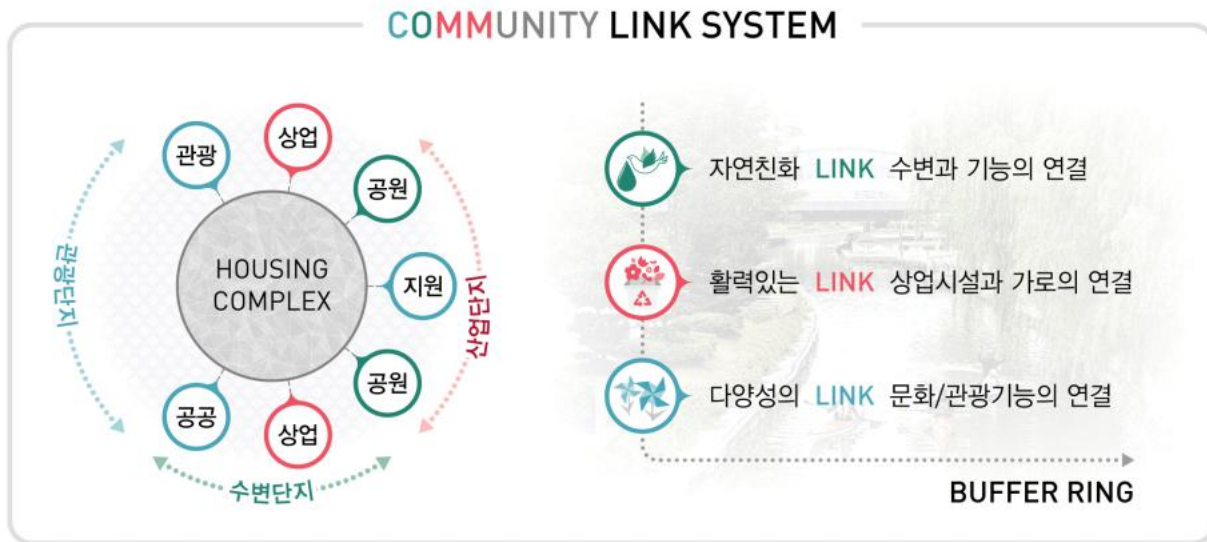 COMMUNITY LINK SYSTEM
관광
상업
공원
지원
공원
상업
공공
HOUSING
COMPLEX
관광단지
산업단지
수변단지
자연친화 LINK 수변과 기능의 연결
활력있는 LINK 상업시설과 가로의 연결
다양성의 LINK 문화/관광기능의 연결
BUFFER RING